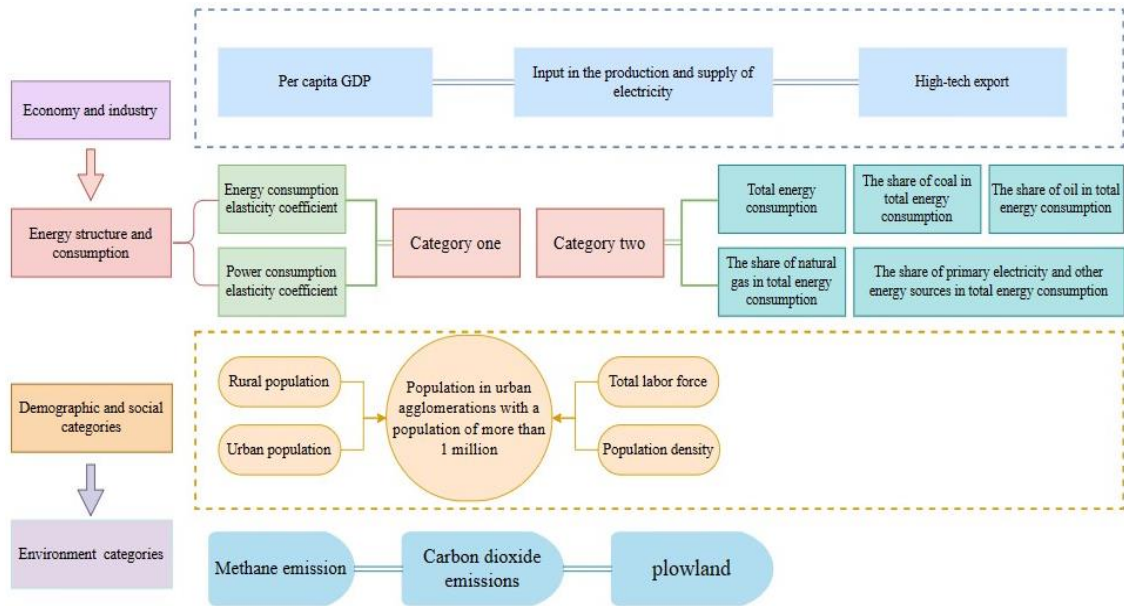 Economy and industry
Per capita GDP
Input in the production and supply of
electricity
High-tech export
Energy structure and
consumption
Energy consumption
elasticity coefficient
Power consumption
elasticity coefficient
Category one
Category two
Total energy
consumption
The share of coal in
total energy
consumption
The share of oil in total
energy consumption
The share of natural
gas in total energy
consumption
The share of primary electricity and other
energy sources in total energy consumption
Demographic and social
categories
Rural population
Urban population
Population in urban
agglomerations with a
population of more than
1 million
Total labor force
Population density
Environment categories
Methane emission
Carbon dioxide
emissions
plowland